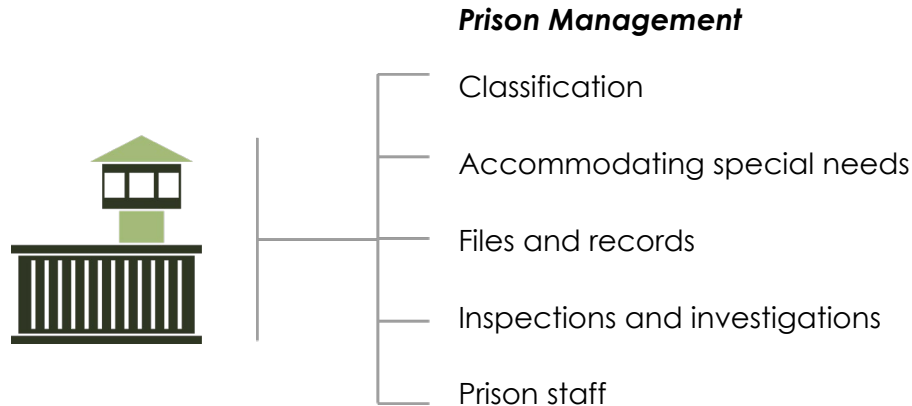 Prison Management
Classification
Accommodating special needs
Files and records
Inspections and investigations
Prison staff